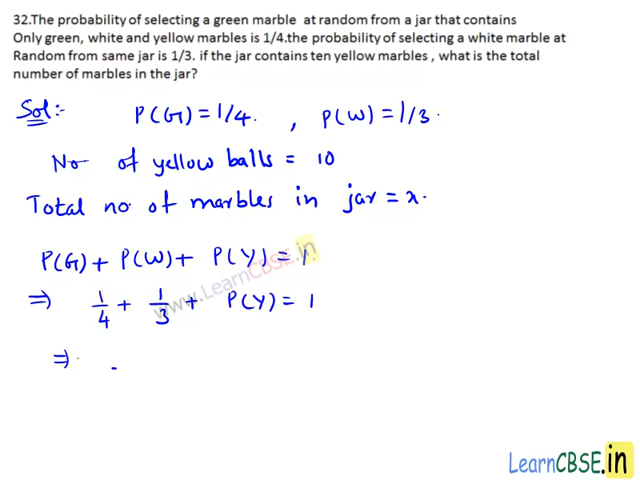 32.The probability of selecting a green marble at random from a jar that contains
Only green, white and yellow marbles is 1/4.the probability of selecting a white marble at
Random from same jar is 1/3. if the jar contains ten yellow marbles , what is the total
number of marbles in the jar?
Sol:- P(G) = 1/4. , P(W) = 1/3.
No of yellow balls = 10
Total no of marbles in jar = x.
P(G) + P(W) + P(Y) = 1
⇒ 1/4 + 1/3 + P(Y) = 1
⇒
www.LearnCBSE.in
LearnCBSE.in